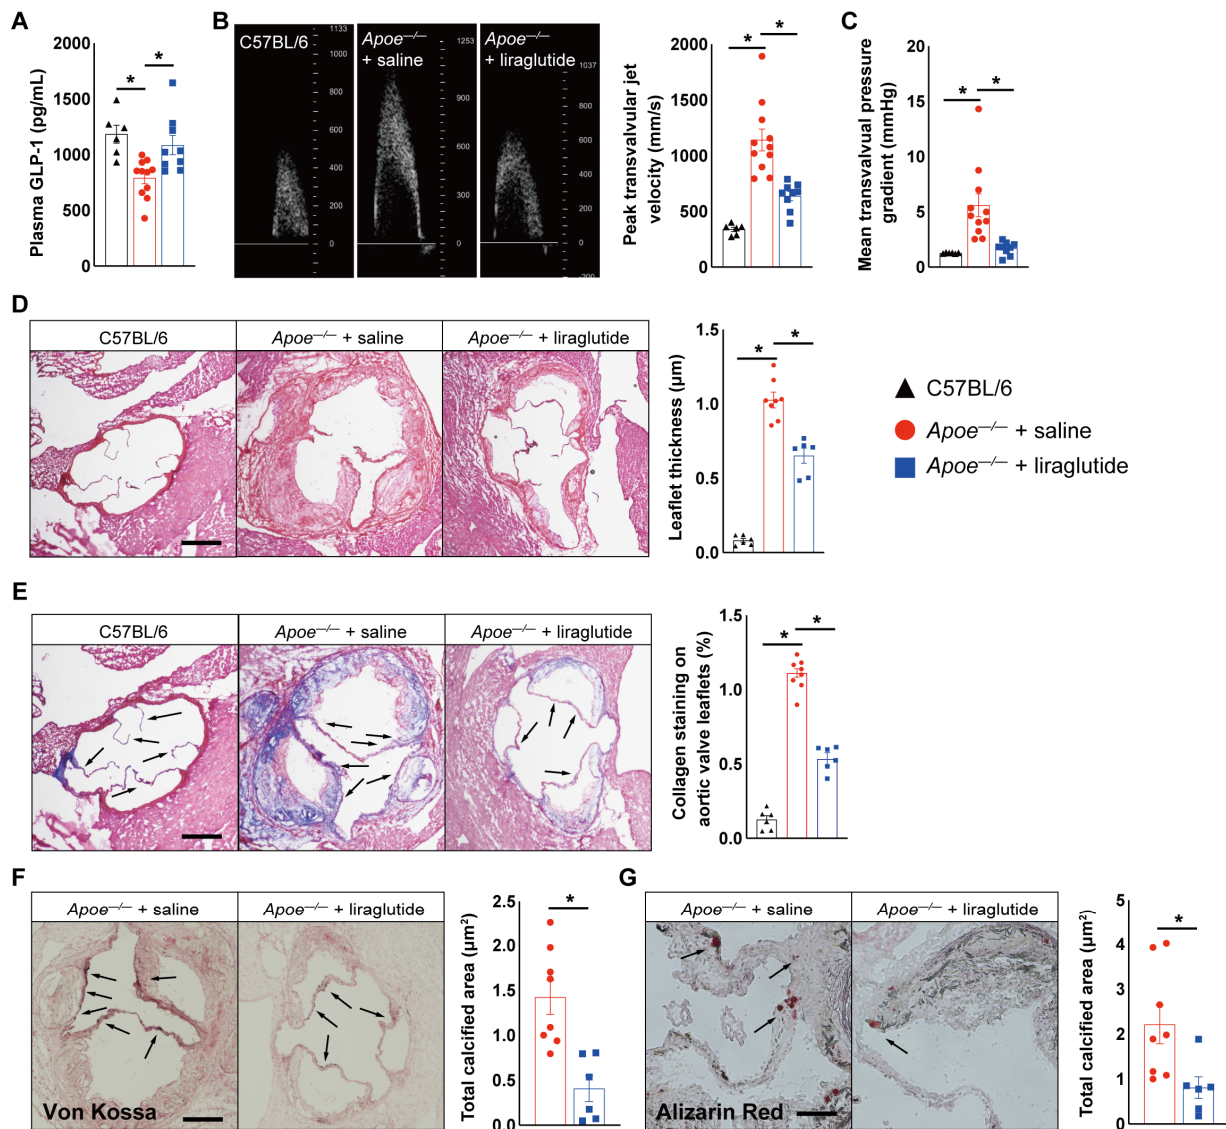 A
Plasma GLP-1 (pg/mL)
2000
1500
1000
500
0
*
*
B
C57BL/6
1133
1000
800
600
400
200
0
Apoe—/—
+ saline
1253
900
600
300
0
Apoe—/—
+ liraglutide
1037
800
600
400
200
0
-200
Peak transvalvular jet
velocity (mm/s)
2000
1500
1000
500
0
*
*
C
Mean transvalvual pressure
gradient (mmHg)
20
15
10
5
0
*
*
D
C57BL/6
Apoe—/— + saline
Apoe—/— + liraglutide
Leaflet thickness (μm)
1.5
1.0
0.5
0.0
*
*
C57BL/6
Apoe—/— + saline
Apoe—/— + liraglutide
E
C57BL/6
Apoe—/— + saline
Apoe—/— + liraglutide
Collagen staining on
aortic valve leaflets (%)
1.5
1.0
0.5
0.0
*
*
F
Apoe—/— + saline
Apoe—/— + liraglutide
Von Kossa
Total calcified area (μm²)
2.5
2.0
1.5
1.0
0.5
0.0
*
G
Apoe—/— + saline
Apoe—/— + liraglutide
Alizarin Red
Total calcified area (μm²)
5
4
3
2
1
0
*